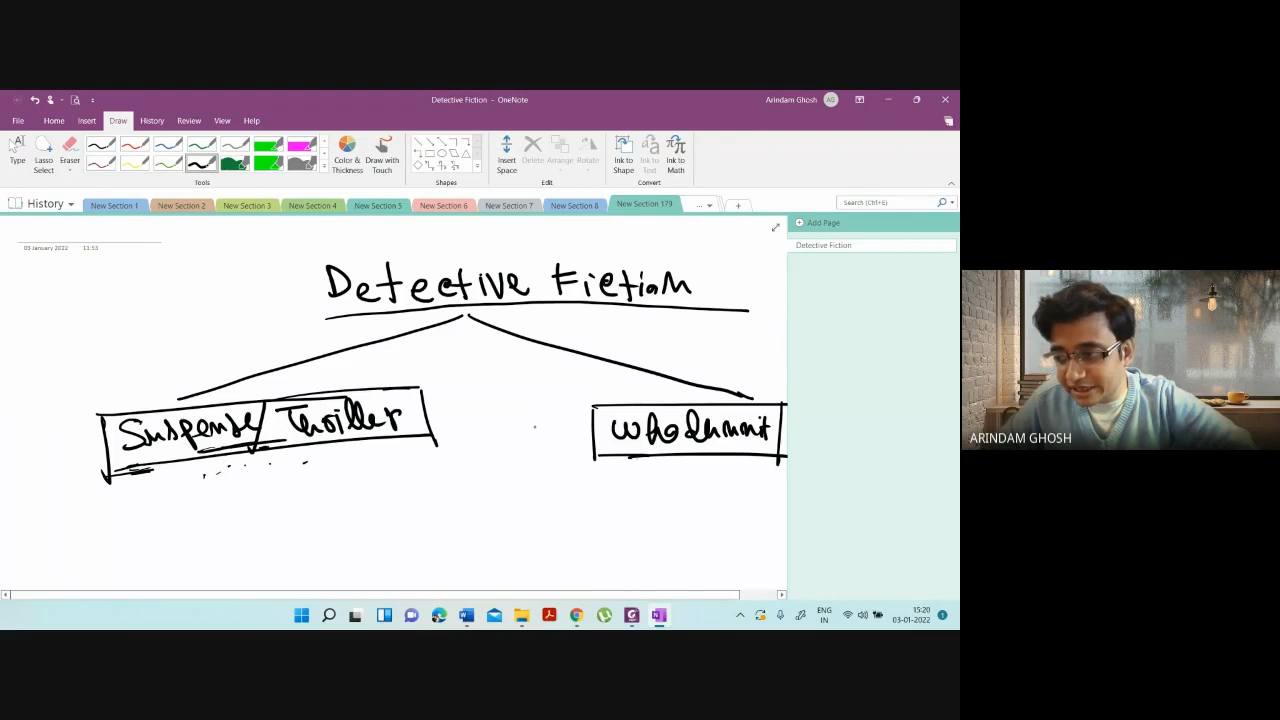 Detective Fiction - OneNote
Arindam Ghosh AG
File Home Insert Draw History Review View Help
Type Lasso Select Eraser Color & Thickness Draw with Touch Insert Space Delete Arrange Rotate Ink to Shape Ink to Text Ink to Math
Tools Shapes Edit Convert
History New Section 1 New Section 2 New Section 3 New Section 4 New Section 5 New Section 6 New Section 7 New Section 8 New Section 179 ... + Search (Ctrl+E)
Add Page
03 January 2022 11:53
Detective Fiction
Detective Fiction
Suspense/Thriller
Whodunnit
ARINDAM GHOSH
ENG 15:20
IN 03-01-2022 1